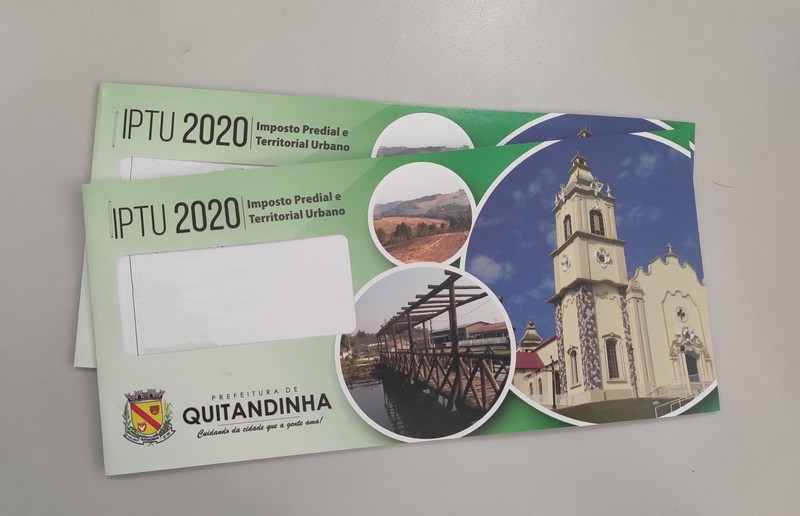 IPTU 2020
Imposto Predial e
Territorial Urbano
IPTU 2020
Imposto Predial e
Territorial Urbano
PREFEITURA DE
QUITANDINHA
Cuidando da cidade que a gente ama!